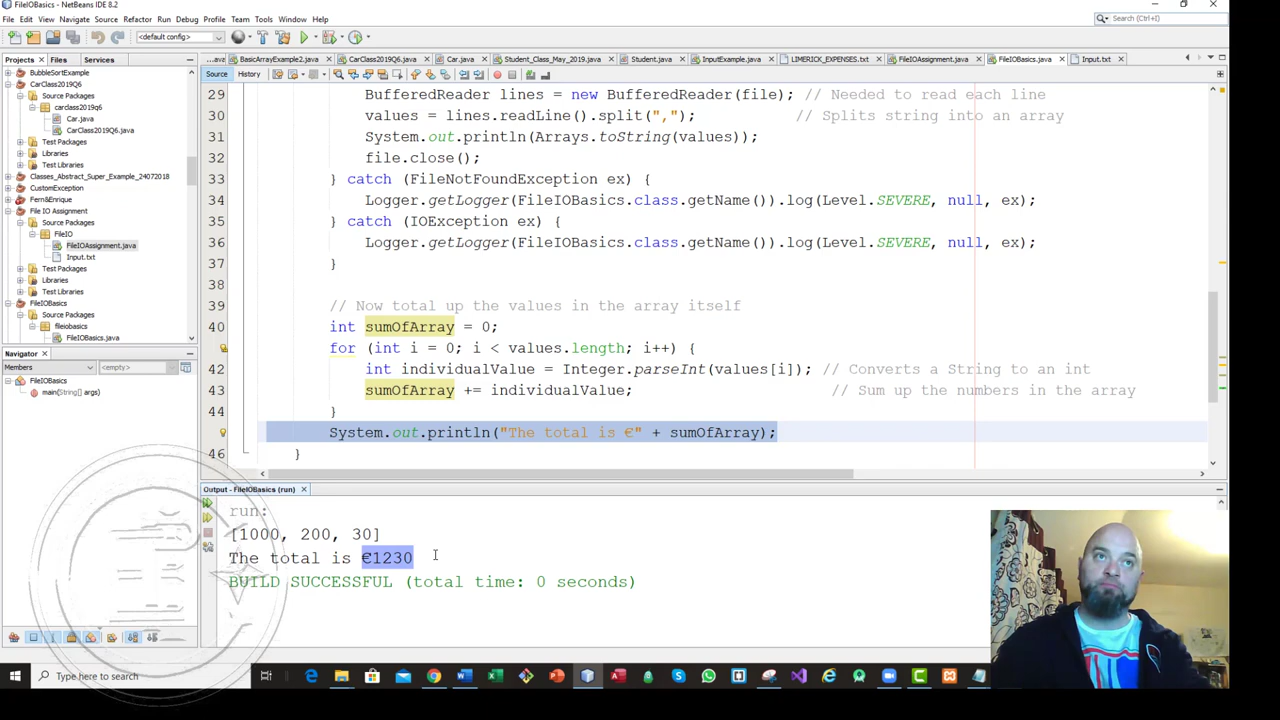 FileIOBasics - NetBeans IDE 8.2
File Edit View Navigate Source Refactor Run Debug Profile Team Tools Window Help
Search (Ctrl+I)
<default config>
Projects Files Services
...ava BasicArrayExample2.java CarClass2019Q6.java Car.java Student_Class_May_2019.java Student.java InputExample.java LIMERICK_EXPENSES.txt FileIOAssignment.java FileIOBasics.java Input.txt
Source History
BubbleSortExample
CarClass2019Q6
Source Packages
carclass2019q6
Car.java
CarClass2019Q6.java
Test Packages
Libraries
Test Libraries
Classes_Abstract_Super_Example_24072018
CustomException
Fern&Enrique
File IO Assignment
Source Packages
FileIO
FileIOAssignment.java
Input.txt
Test Packages
Libraries
Test Libraries
FileIOBasics
Source Packages
fileiobasics
FileIOBasics.java
Navigator
Members <empty>
FileIOBasics
main(String[] args)
29 BufferedReader lines = new BufferedReader(file); // Needed to read each line
30 values = lines.readLine().split(","); // Splits string into an array
31 System.out.println(Arrays.toString(values));
32 file.close();
33 } catch (FileNotFoundException ex) {
34 Logger.getLogger(FileIOBasics.class.getName()).log(Level.SEVERE, null, ex);
35 } catch (IOException ex) {
36 Logger.getLogger(FileIOBasics.class.getName()).log(Level.SEVERE, null, ex);
37 }
38
39 // Now total up the values in the array itself
40 int sumOfArray = 0;
for (int i = 0; i < values.length; i++) {
42 int individualValue = Integer.parseInt(values[i]); // Converts a String to an int
43 sumOfArray += individualValue; // Sum up the numbers in the array
44 }
System.out.println("The total is €" + sumOfArray);
46 }
Output - FileIOBasics (run)
run:
[1000, 200, 30]
The total is €1230
BUILD SUCCESSFUL (total time: 0 seconds)
Type here to search